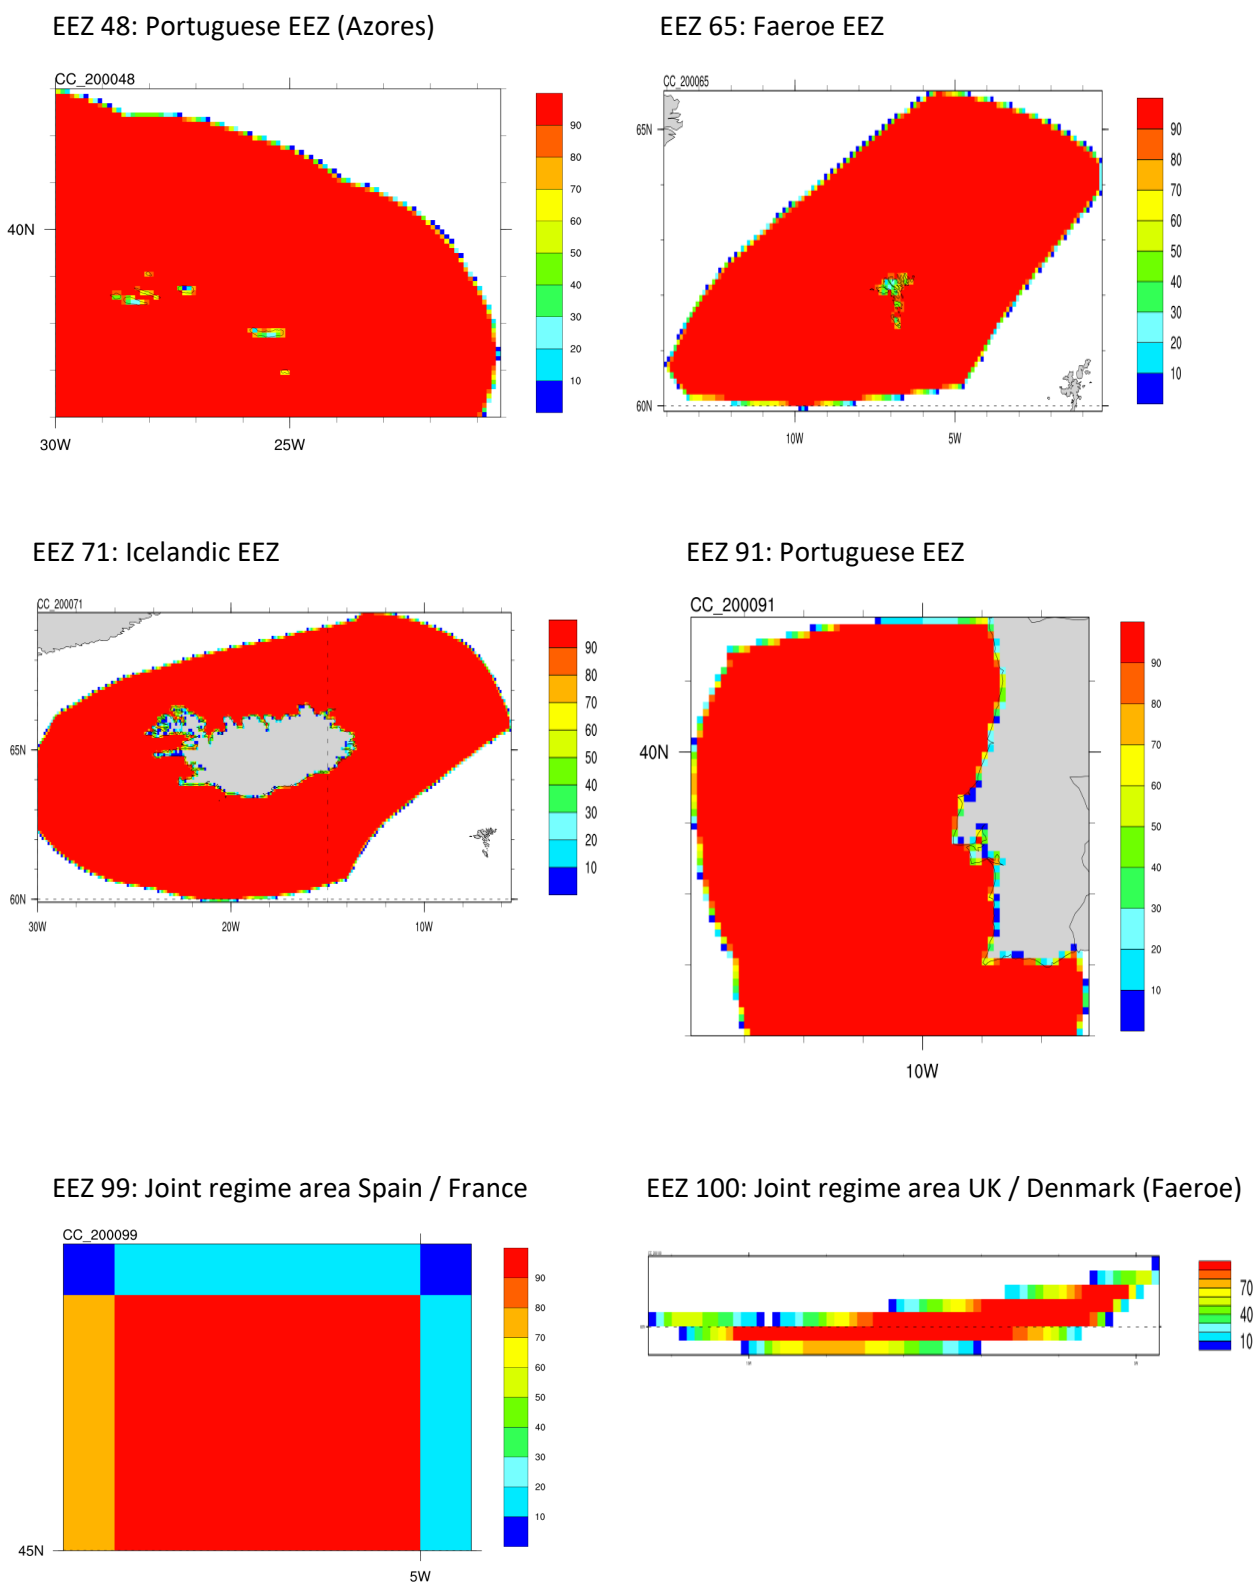 EEZ 48: Portuguese EEZ (Azores)
CC_200048
40N
30W
25W
90
80
70
60
50
40
30
20
10
EEZ 65: Faeroe EEZ
CC_200065
65N
60N
10W
5W
90
80
70
60
50
40
30
20
10
EEZ 71: Icelandic EEZ
CC_200071
65N
60N
30W
20W
10W
90
80
70
60
50
40
30
20
10
EEZ 91: Portuguese EEZ
CC_200091
40N
10W
90
80
70
60
50
40
30
20
10
EEZ 99: Joint regime area Spain / France
CC_200099
45N
5W
90
80
70
60
50
40
30
20
10
EEZ 100: Joint regime area UK / Denmark (Faeroe)
70
40
10